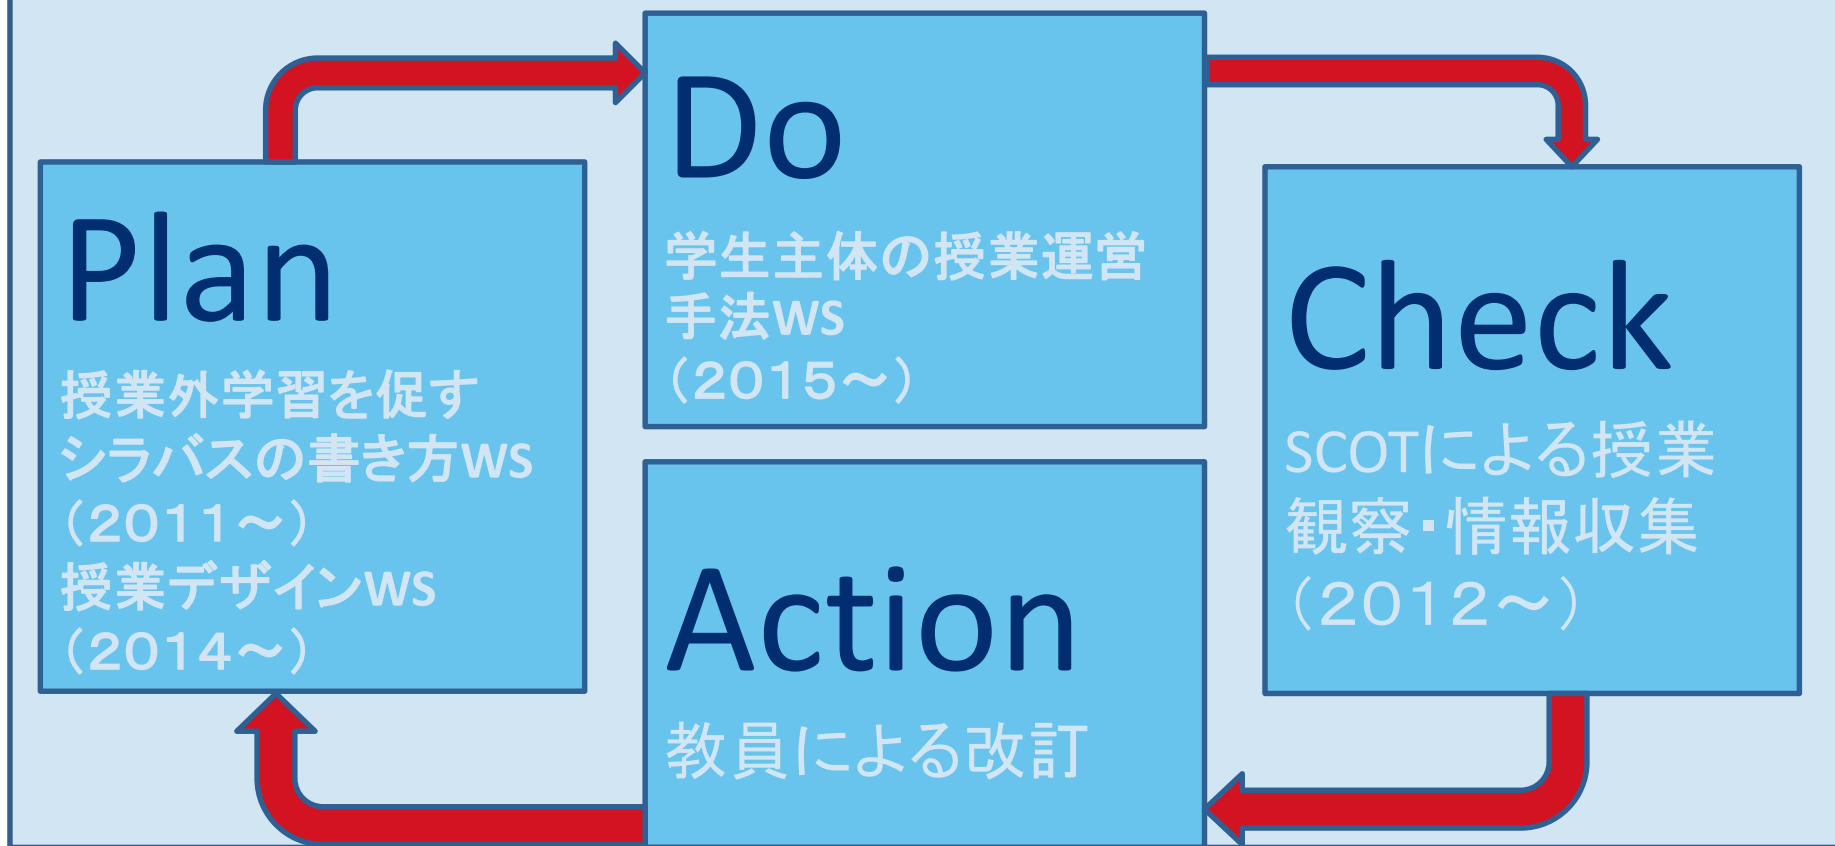 Plan
授業外学習を促す
シラバスの書き方WS
（2011～）
授業デザインWS
（2014～）
Do
学生主体の授業運営
手法WS
（2015～）
Check
SCOTによる授業
観察・情報収集
（2012～）
Action
教員による改訂